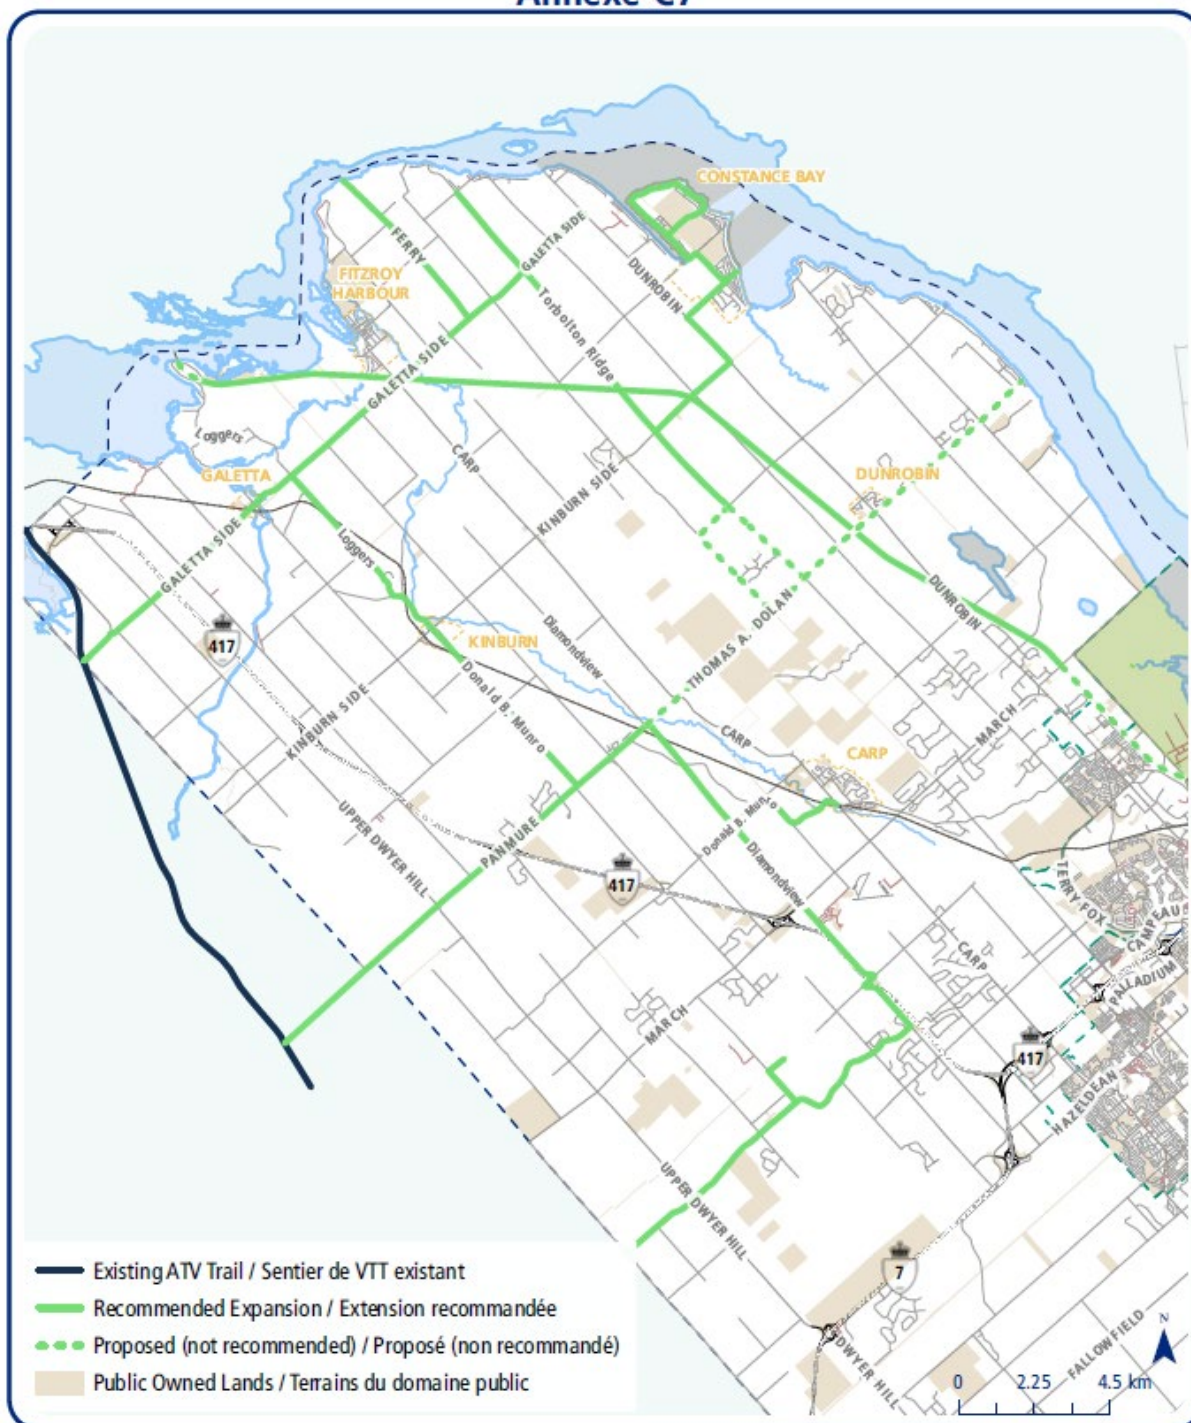 Annexe C7
CONSTANCE BAY
FERRY
GALETTA SIDE
FITZROY
HARBOUR
DUNROBIN
Torbolton Ridge
GALETTA SIDE
Loggers
CARP
GALETTA
KINBURN SIDE
DUNROBIN
GALETTA SIDE
Loggers
DUNROBIN
417
KINBURN
Diamondview
THOMAS A. DOLAN
Donald B. Munro
KINBURN SIDE
MARCH
CARP
CARP
UPPER DWYER HILL
PANMURE
Donald B. Munro
Diamondview
417
TERRY FOX
CAMPEAU
CARP
PALLADIUM
MARCH
417
HAZELDEAN
UPPER DWYER HILL
7
DWYER HILL
FALLOWFIELD
Existing ATV Trail / Sentier de VTT existant
Recommended Expansion / Extension recommandée
Proposed (not recommended) / Proposé (non recommandé)
Public Owned Lands / Terrains du domaine public
N
0 2.25 4.5 km